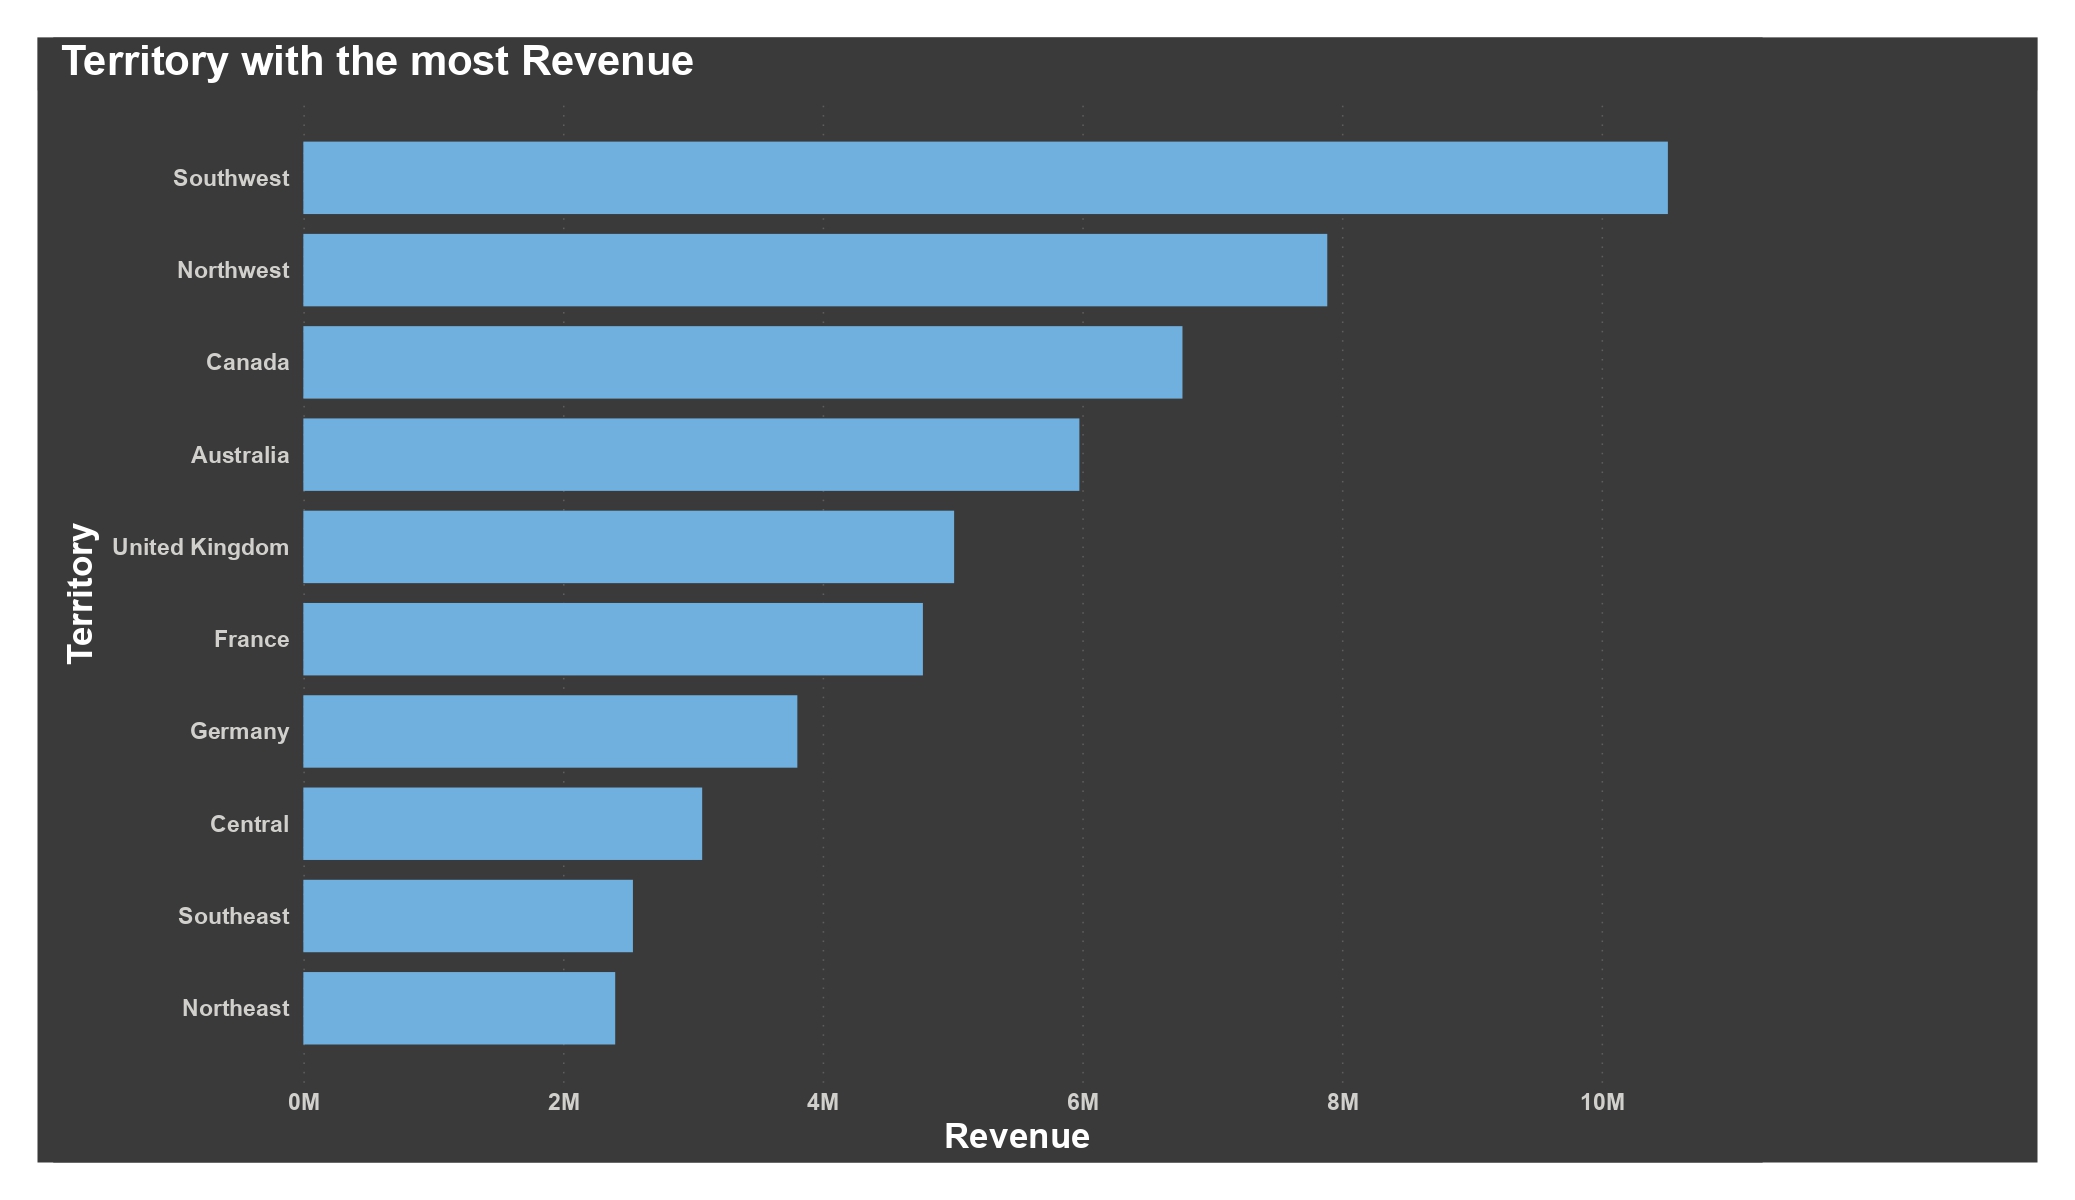 Territory with the most Revenue
Southwest
Northwest
Canada
Australia
United Kingdom
France
Germany
Central
Southeast
Northeast
Territory
0M 2M 4M 6M 8M 10M
Revenue